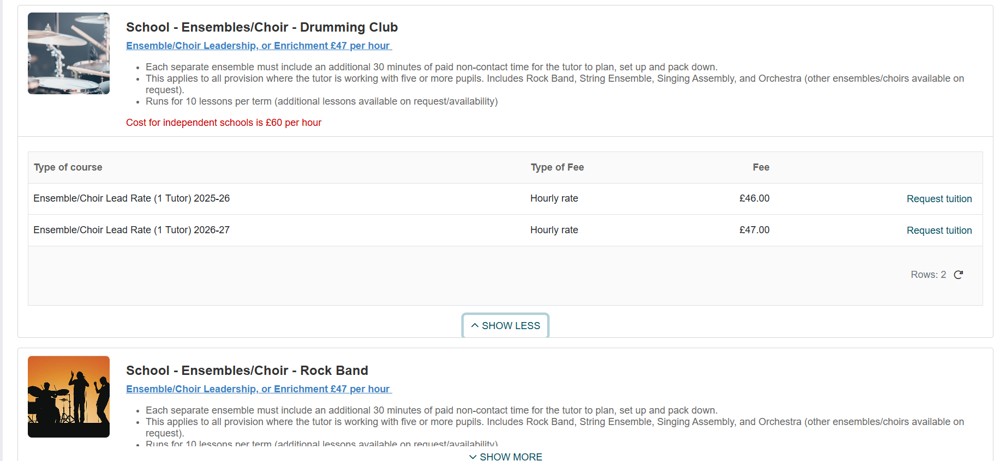 School - Ensembles/Choir - Drumming Club
Ensemble/Choir Leadership, or Enrichment £47 per hour
Each separate ensemble must include an additional 30 minutes of paid non-contact time for the tutor to plan, set up and pack down.
This applies to all provision where the tutor is working with five or more pupils. Includes Rock Band, String Ensemble, Singing Assembly, and Orchestra (other ensembles/choirs available on
request).
Runs for 10 lessons per term (additional lessons available on request/availability)
Cost for independent schools is £60 per hour
Type of course Type of Fee Fee
Ensemble/Choir Lead Rate (1 Tutor) 2025-26 Hourly rate £46.00 Request tuition
Ensemble/Choir Lead Rate (1 Tutor) 2026-27 Hourly rate £47.00 Request tuition
Rows: 2
SHOW LESS
School - Ensembles/Choir - Rock Band
Ensemble/Choir Leadership, or Enrichment £47 per hour
Each separate ensemble must include an additional 30 minutes of paid non-contact time for the tutor to plan, set up and pack down.
This applies to all provision where the tutor is working with five or more pupils. Includes Rock Band, String Ensemble, Singing Assembly, and Orchestra (other ensembles/choirs available on
request).
Runs for 10 lessons per term (additional lessons available on request/availability)
SHOW MORE